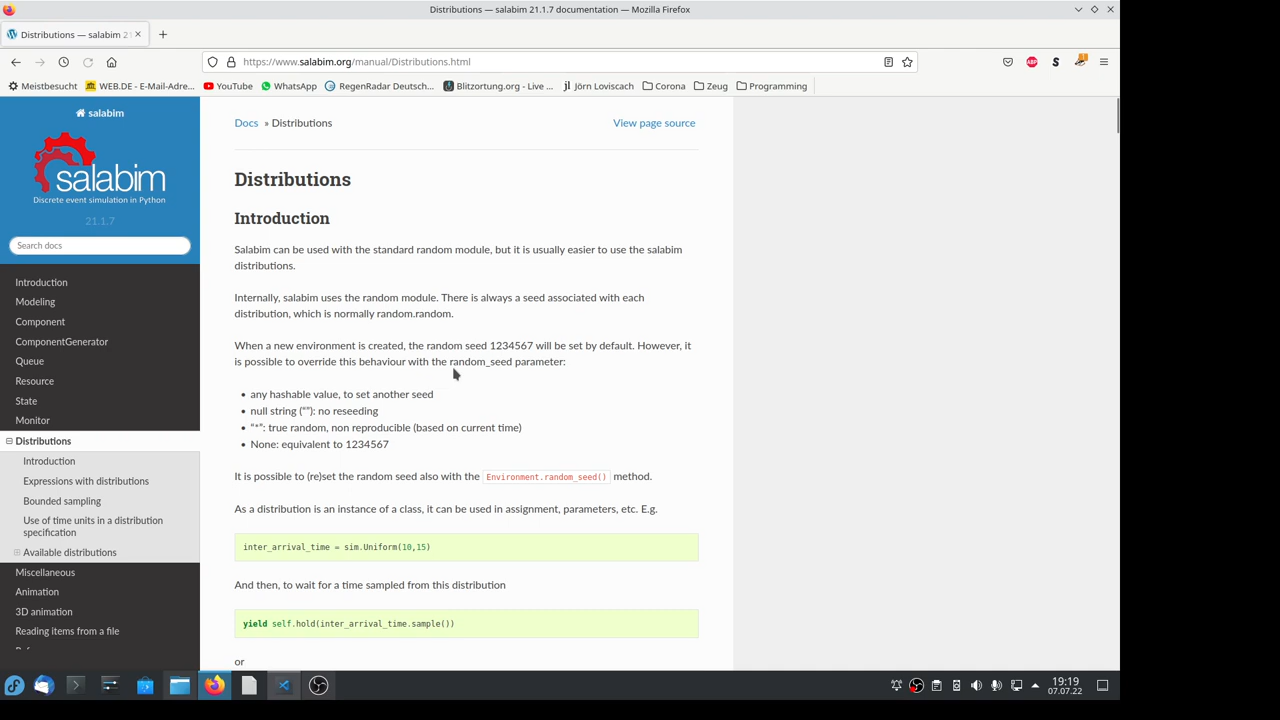 Distributions — salabim 21.1.7 documentation — Mozilla Firefox
Distributions — salabim 2
https://www.salabim.org/manual/Distributions.html
Meistbesucht
WEB.DE - E-Mail-Adre...
YouTube
WhatsApp
RegenRadar Deutsch...
Blitzortung.org - Live ...
Jörn Loviscach
Corona
Zeug
Programming
salabim
salabim
Discrete event simulation in Python
21.1.7
Search docs
Introduction
Modeling
Component
ComponentGenerator
Queue
Resource
State
Monitor
Distributions
Introduction
Expressions with distributions
Bounded sampling
Use of time units in a distribution
specification
Available distributions
Miscellaneous
Animation
3D animation
Reading items from a file
Docs » Distributions
View page source
Distributions
Introduction
Salabim can be used with the standard random module, but it is usually easier to use the salabim
distributions.
Internally, salabim uses the random module. There is always a seed associated with each
distribution, which is normally random.random.
When a new environment is created, the random seed 1234567 will be set by default. However, it
is possible to override this behaviour with the random_seed parameter:
• any hashable value, to set another seed
• null string (“”): no reseeding
• “*”: true random, non reproducible (based on current time)
• None: equivalent to 1234567
It is possible to (re)set the random seed also with the Environment.random_seed() method.
As a distribution is an instance of a class, it can be used in assignment, parameters, etc. E.g.
inter_arrival_time = sim.Uniform(10,15)
And then, to wait for a time sampled from this distribution
yield self.hold(inter_arrival_time.sample())
or
19:19
07.07.22